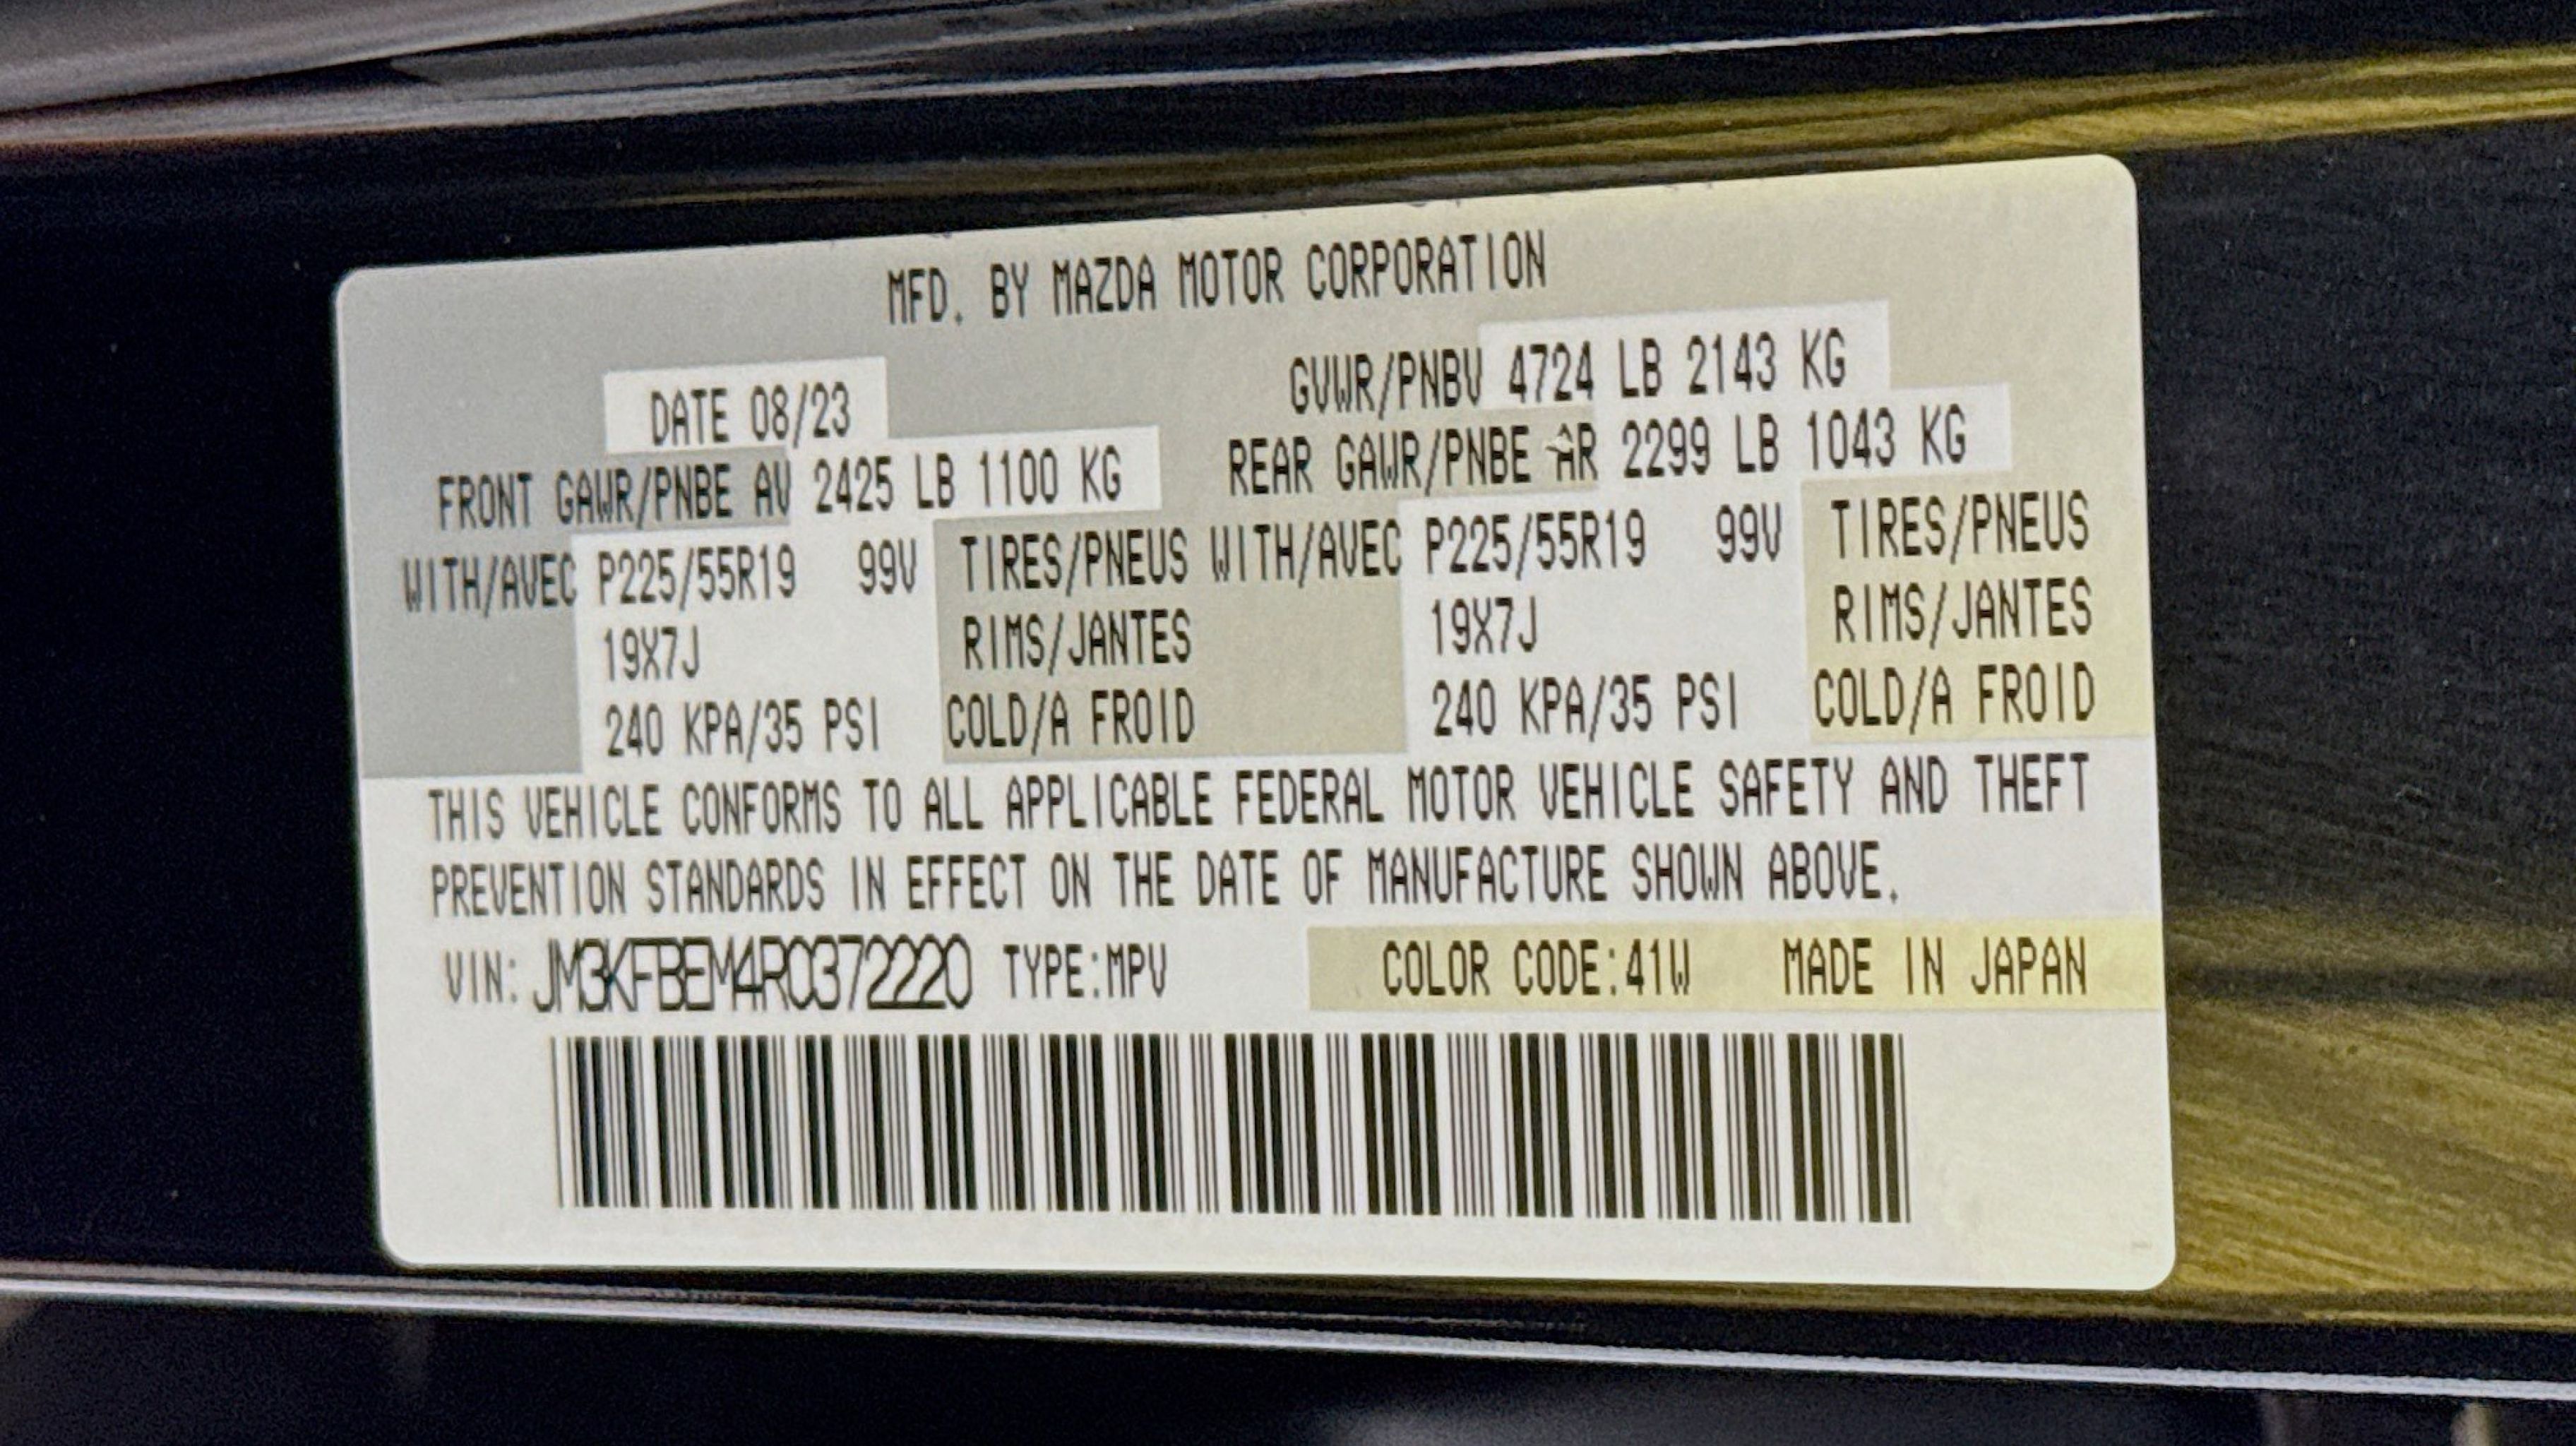 MFD. BY MAZDA MOTOR CORPORATION
DATE 08/23 GVWR/PNBV 4724 LB 2143 KG
FRONT GAWR/PNBE AV 2425 LB 1100 KG REAR GAWR/PNBE AR 2299 LB 1043 KG
WITH/AVEC P225/55R19 99V TIRES/PNEUS WITH/AVEC P225/55R19 99V TIRES/PNEUS
19X7J RIMS/JANTES 19X7J RIMS/JANTES
240 KPA/35 PSI COLD/A FROID 240 KPA/35 PSI COLD/A FROID
THIS VEHICLE CONFORMS TO ALL APPLICABLE FEDERAL MOTOR VEHICLE SAFETY AND THEFT
PREVENTION STANDARDS IN EFFECT ON THE DATE OF MANUFACTURE SHOWN ABOVE.
VIN: JM3KFBEM4R0372220 TYPE:MPV COLOR CODE:41W MADE IN JAPAN